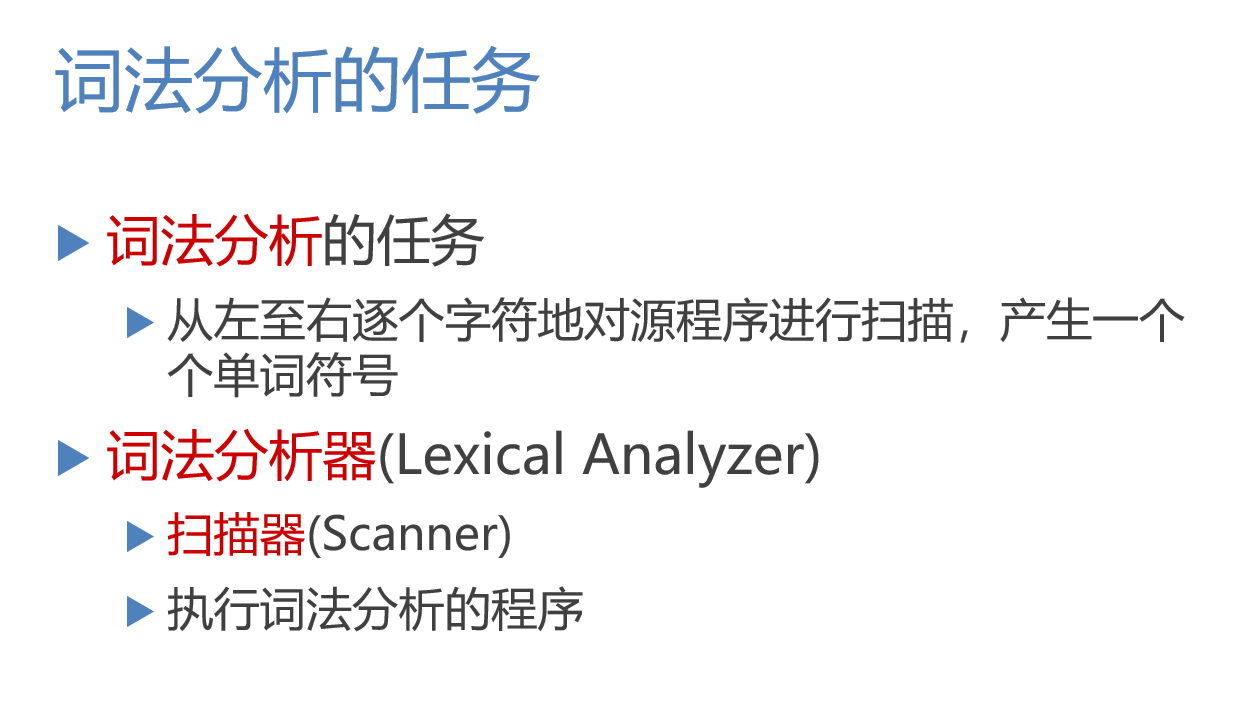 词法分析的任务
词法分析的任务
从左至右逐个字符地对源程序进行扫描，产生一个
个单词符号
词法分析器(Lexical Analyzer)
扫描器(Scanner)
执行词法分析的程序